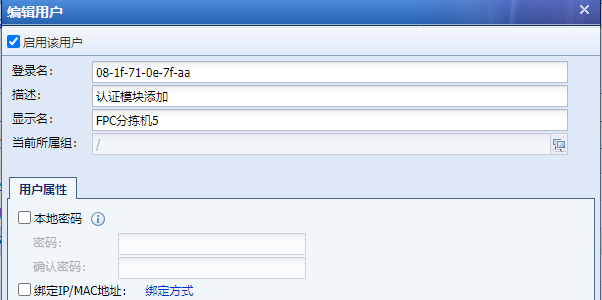 编辑用户
启用该用户
登录名: 08-1f-71-0e-7f-aa
描述: 认证模块添加
显示名: FPC分拣机5
当前所属组: /
用户属性
本地密码
密码:
确认密码:
绑定IP/MAC地址: 绑定方式